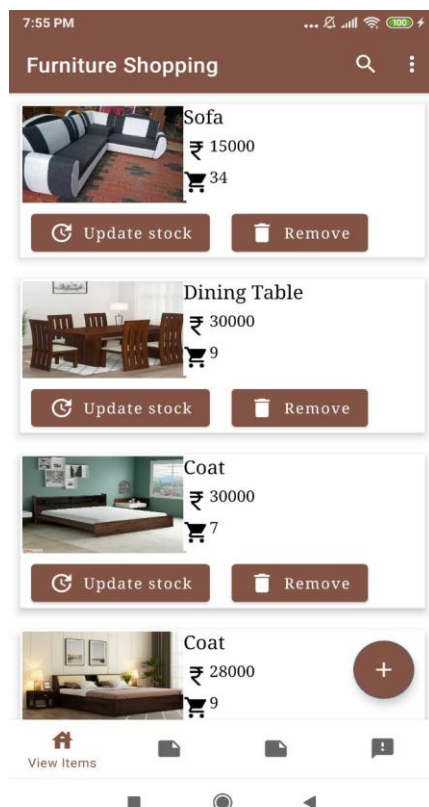 7:55 PM
100
Furniture Shopping
Sofa
₹ 15000
34
Update stock
Remove
Dining Table
₹ 30000
9
Update stock
Remove
Coat
₹ 30000
7
Update stock
Remove
Coat
₹ 28000
9
+
View Items